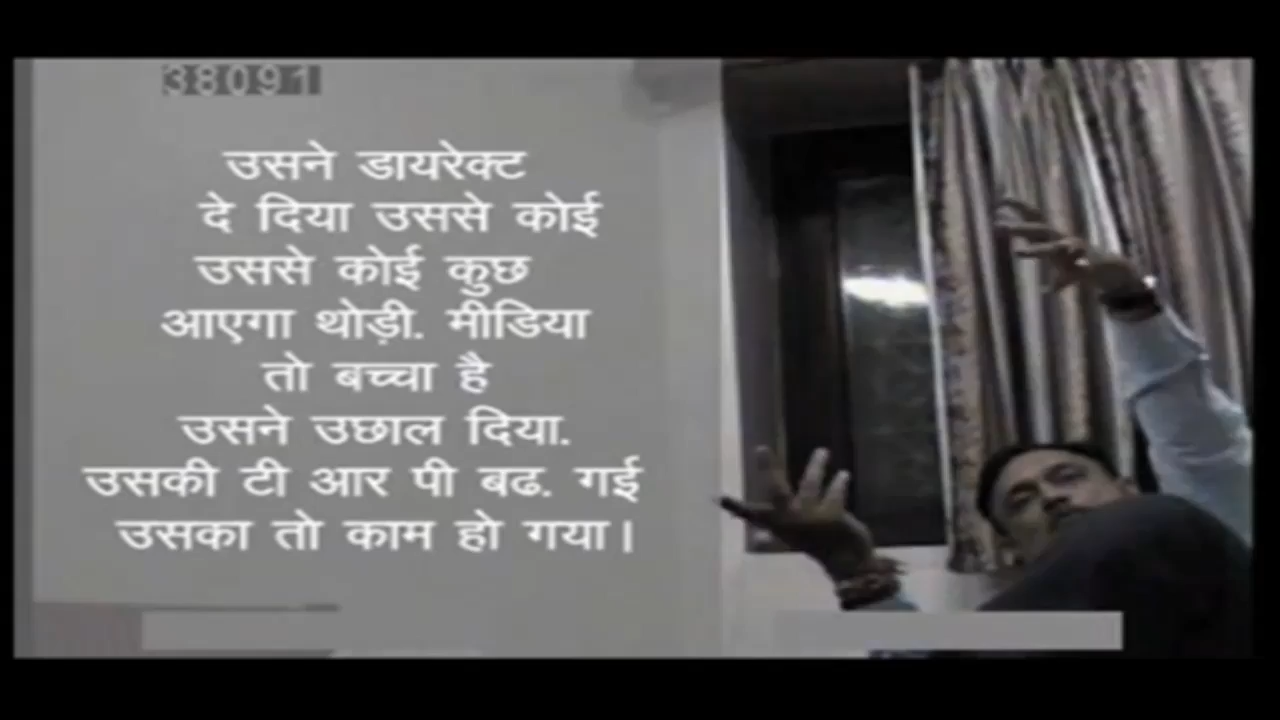 38091
उसने डायरेक्ट
दे दिया उससे कोई
उससे कोई कुछ
आएगा थोड़ी. मीडिया
तो बच्चा है
उसने उछाल दिया.
उसकी टी आर पी बढ. गई
उसका तो काम हो गया।